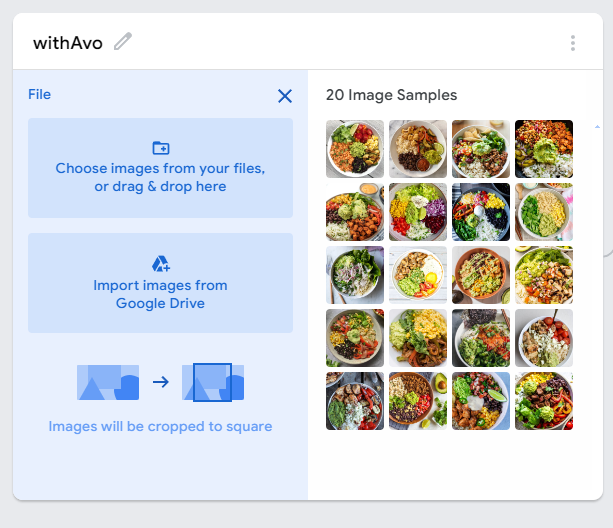 withAvo
File
20 Image Samples
Choose images from your files,
or drag & drop here
Import images from
Google Drive
Images will be cropped to square